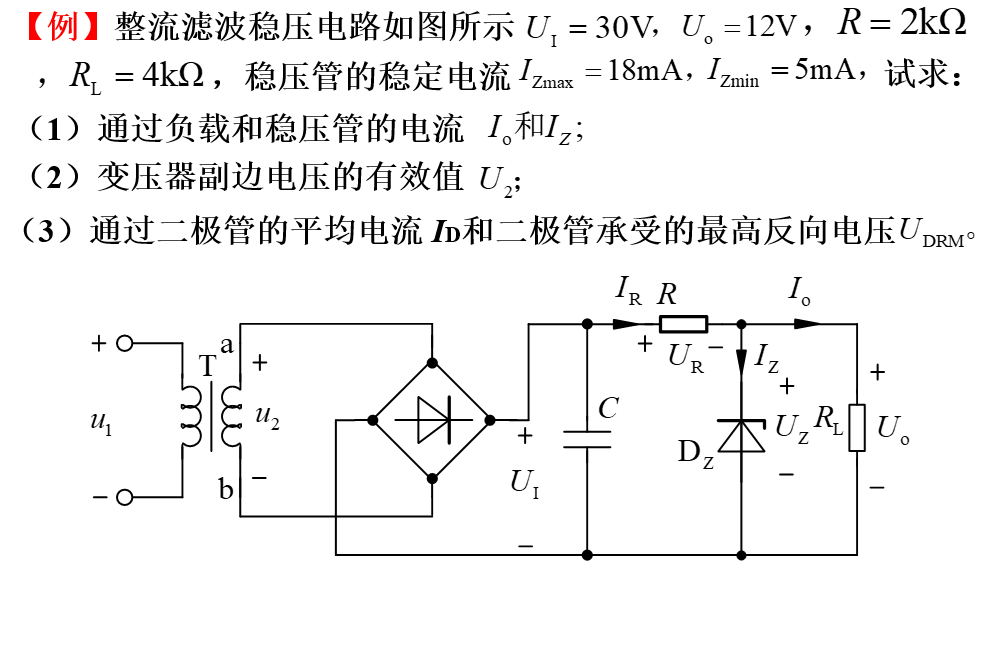 【例】整流滤波稳压电路如图所示 U_I = 30V, U_o = 12V, R = 2kΩ
, R_L = 4kΩ, 稳压管的稳定电流 I_Zmax = 18mA, I_Zmin = 5mA, 试求:
(1) 通过负载和稳压管的电流 I_o和I_Z;
(2) 变压器副边电压的有效值 U_2;
(3) 通过二极管的平均电流 I_D和二极管承受的最高反向电压U_DRM。
I_R R I_o
+ a + T
+ U_R − I_Z + +
u_1 u_2 C U_Z R_L U_o
+ D_Z
− b − U_I − −
−